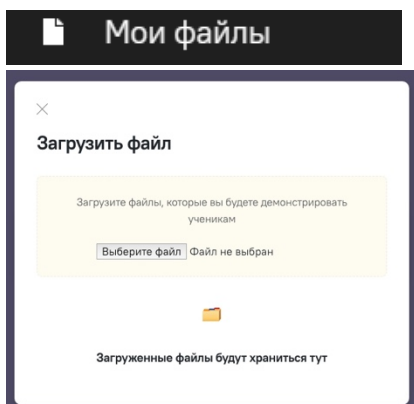 Мои файлы
Загрузить файл
Загрузите файлы, которые вы будете демонстрировать
ученикам
Выберите файл Файл не выбран
Загруженные файлы будут храниться тут